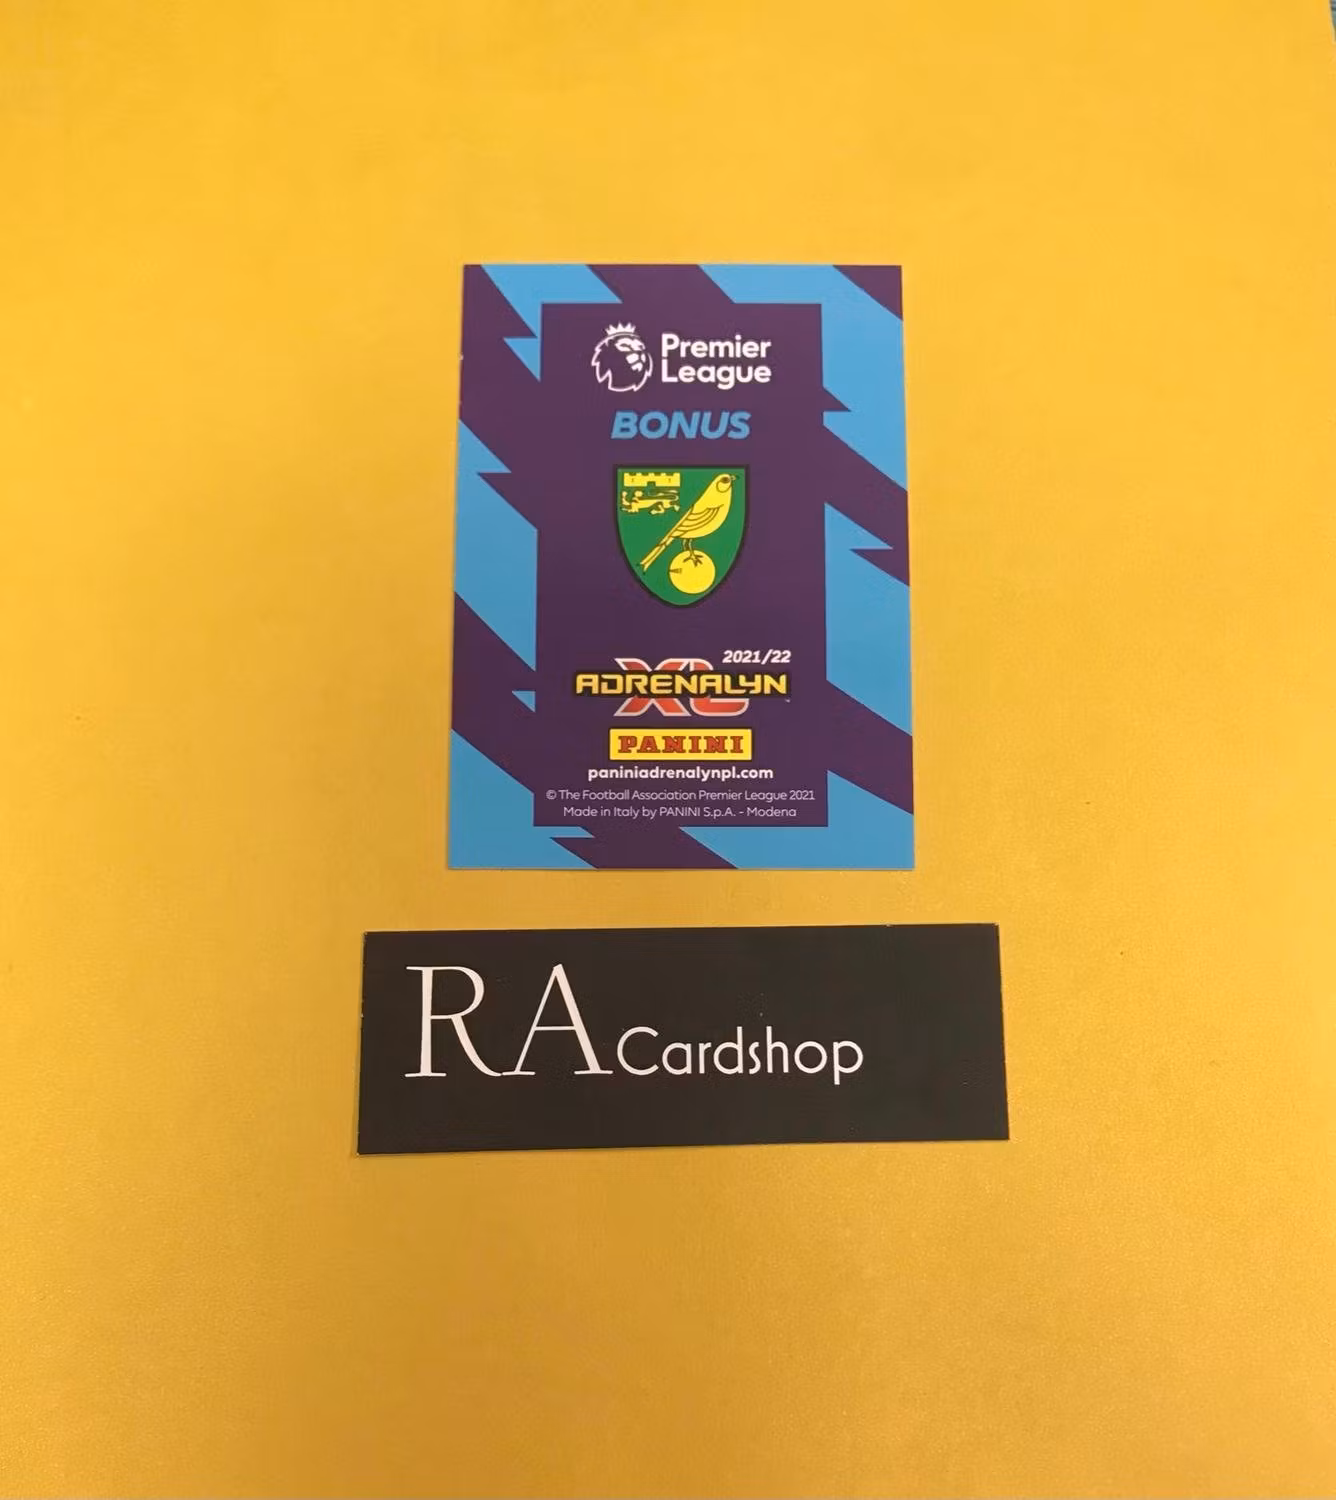 Premier
League
BONUS
2021/22
XL
ADRENALYN
PANINI
paniniadrenalynpl.com
© The Football Association Premier League 2021
Made in Italy by PANINI S.p.A. - Modena
RA Cardshop